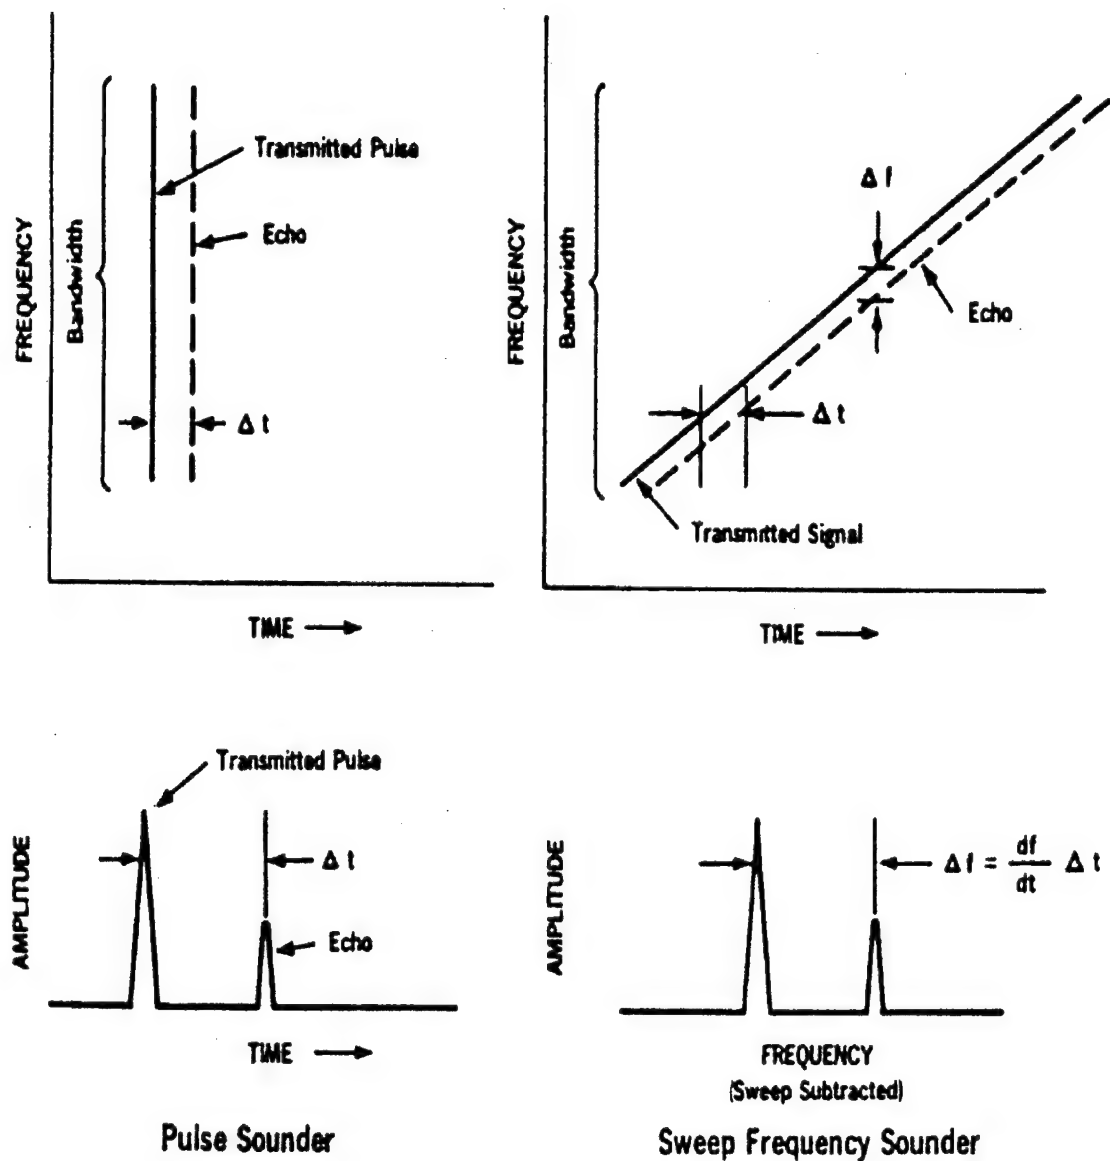 FREQUENCY
Bandwidth
Transmitted Pulse
Echo
Δ t
TIME
FREQUENCY
Bandwidth
Δ f
Echo
Δ t
Transmitted Signal
TIME
AMPLITUDE
Transmitted Pulse
Δ t
Echo
TIME
Pulse Sounder
AMPLITUDE
Δ f = df/dt Δ t
FREQUENCY
(Sweep Subtracted)
Sweep Frequency Sounder